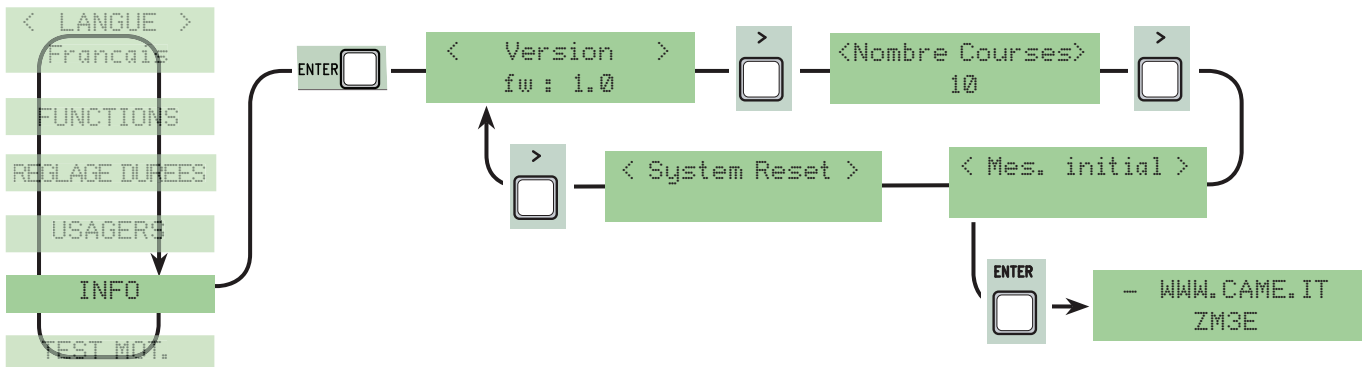 < LANGUE >
Francais
FUNCTIONS
REGLAGE DUREES
USAGERS
INFO
TEST MOT.
ENTER
< Version >
fw : 1.0
>
<Nombre Courses>
10
>
< Mes. initial >
< System Reset >
>
ENTER
– WWW.CAME.IT
ZM3E